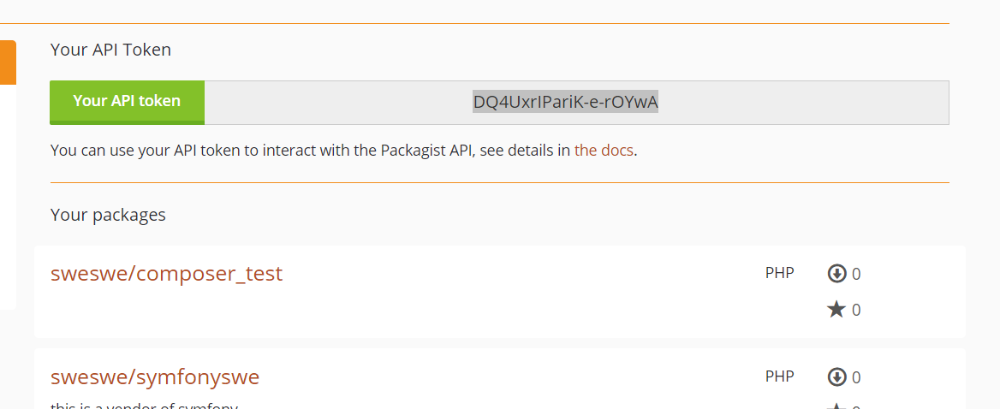 Your API Token
Your API token DQ4UxrIPariK-e-rOYwA
You can use your API token to interact with the Packagist API, see details in the docs.
Your packages
sweswe/composer_test PHP 0
0
sweswe/symfonyswe PHP 0
this is a vendor of symfony